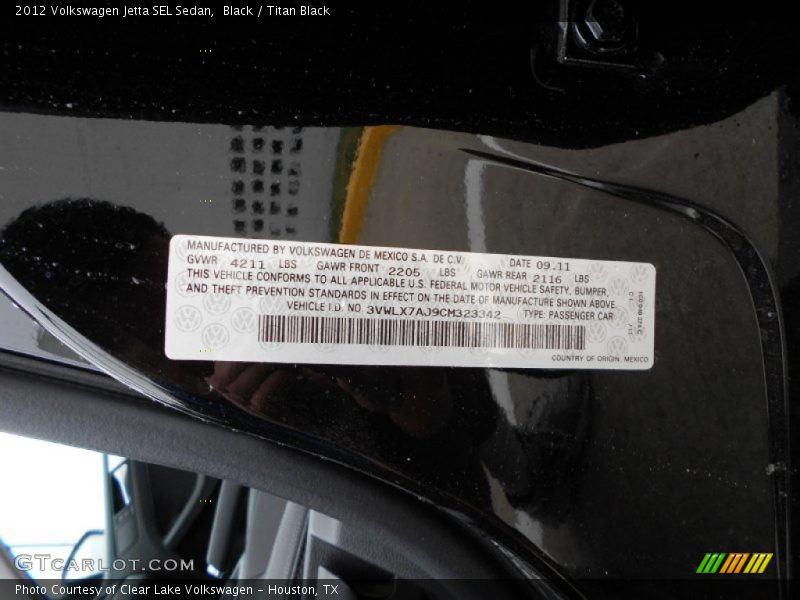 2012 Volkswagen Jetta SEL Sedan, Black / Titan Black
MANUFACTURED BY VOLKSWAGEN DE MEXICO S.A. DE C.V. DATE 09.11
GVWR 4211 LBS GAWR FRONT 2205 LBS GAWR REAR 2116 LBS
THIS VEHICLE CONFORMS TO ALL APPLICABLE U.S. FEDERAL MOTOR VEHICLE SAFETY, BUMPER,
AND THEFT PREVENTION STANDARDS IN EFFECT ON THE DATE OF MANUFACTURE SHOWN ABOVE.
VEHICLE I.D. NO. 3VWLX7AJ9CM323342 TYPE: PASSENGER CAR
COUNTRY OF ORIGIN: MEXICO
GTCARLOT.COM
Photo Courtesy of Clear Lake Volkswagen - Houston, TX